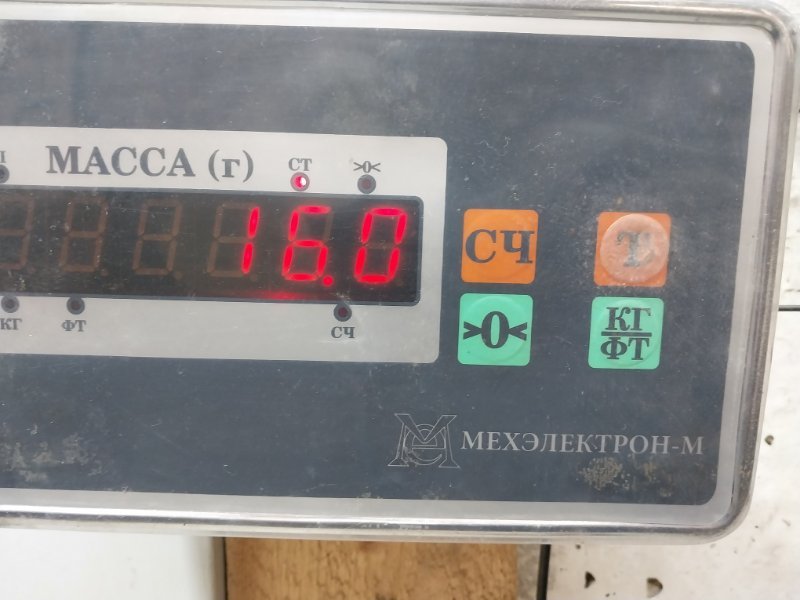 МАССА (г)
СТ
>0<
16.0
СЧ
Т
КГ
ФТ
СЧ
>0<
КГ
ФТ
МЕХЭЛЕКТРОН-М